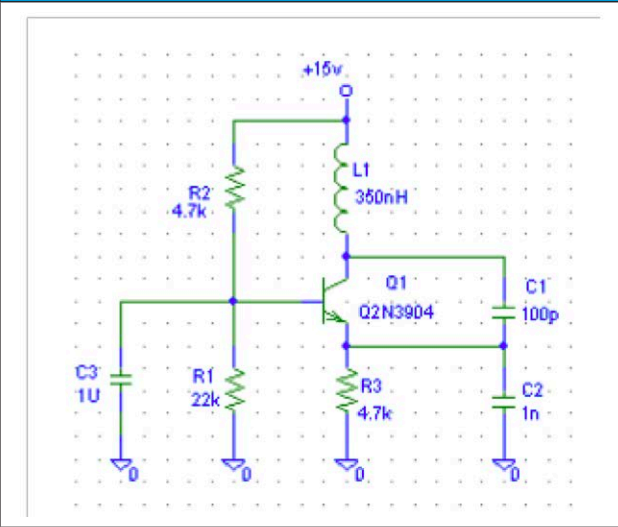 +15v
L1
350nH
R2
4.7k
Q1
Q2N3904
C1
100p
C3
1U
R1
22k
R3
4.7k
C2
1n
0
0
0
0